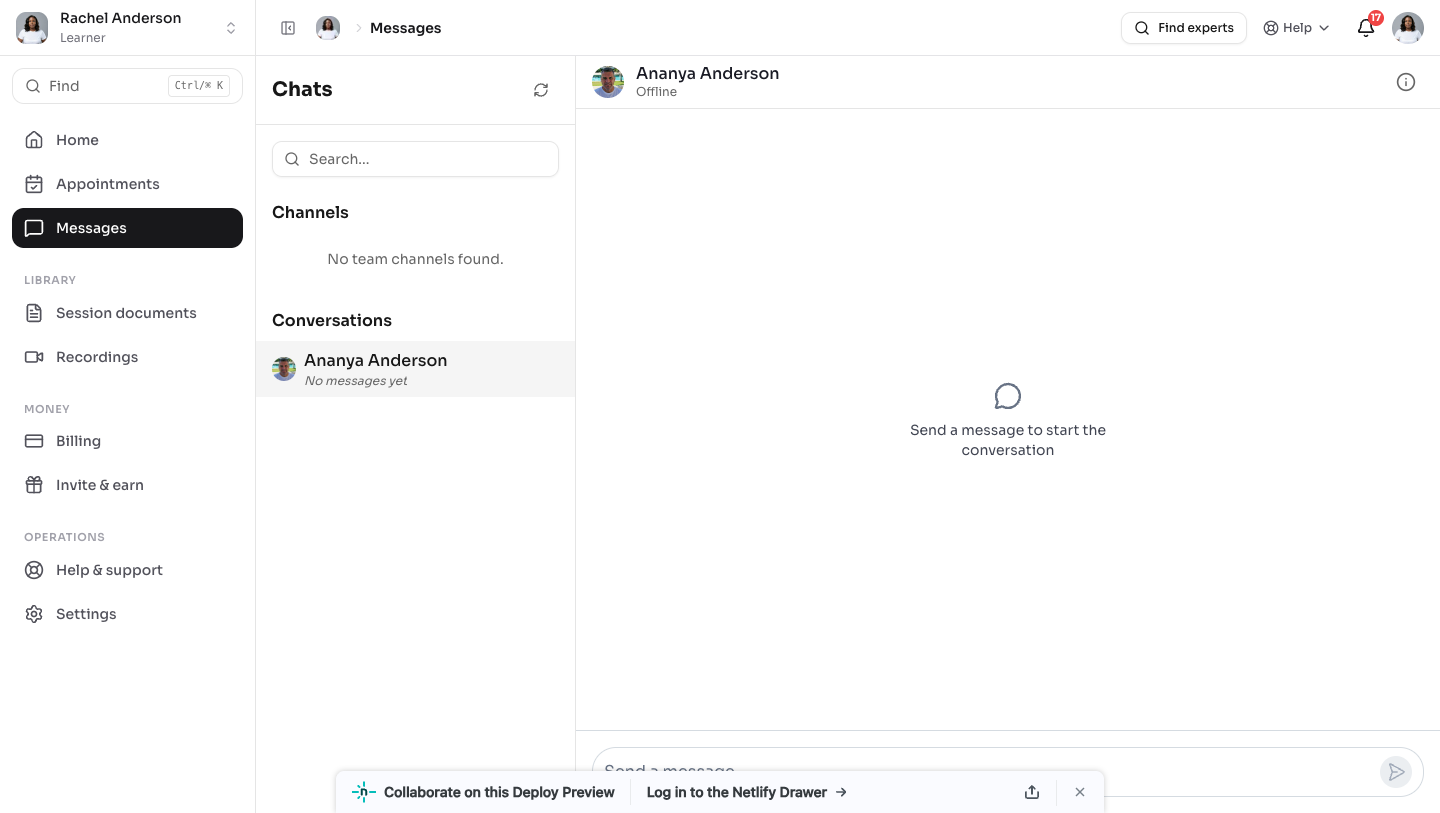 Rachel Anderson
Learner
Find
Ctrl/⌘ K
Home
Appointments
Messages
LIBRARY
Session documents
Recordings
MONEY
Billing
Invite & earn
OPERATIONS
Help & support
Settings
Messages
Find experts
Help
17
Chats
Search...
Channels
No team channels found.
Conversations
Ananya Anderson
No messages yet
Ananya Anderson
Offline
Send a message to start the
conversation
Send a message
Collaborate on this Deploy Preview
Log in to the Netlify Drawer →